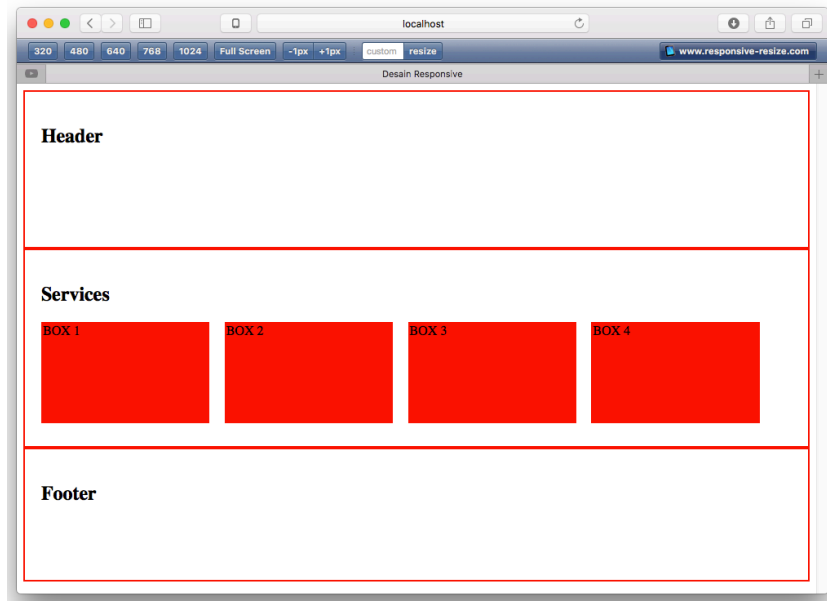 localhost
320 480 640 768 1024 Full Screen -1px +1px custom resize www.responsive-resize.com
Desain Responsive
Header
Services
BOX 1 BOX 2 BOX 3 BOX 4
Footer